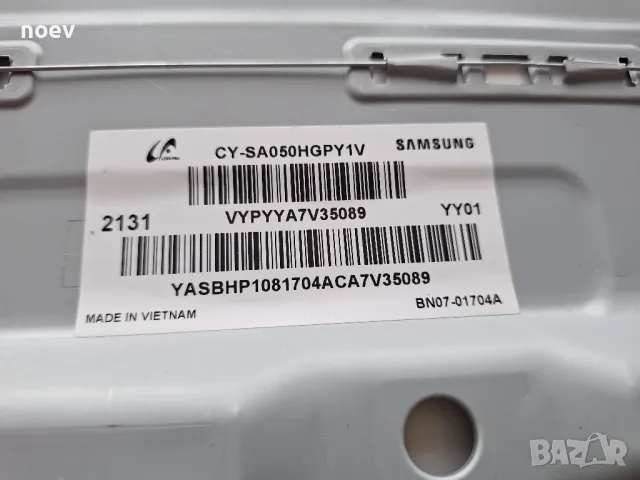 noev
CY-SA050HGPY1V SAMSUNG
2131 VYPYYA7V35089 YY01
YASBHP1081704ACA7V35089
MADE IN VIETNAM BN07-01704A
BAZAR